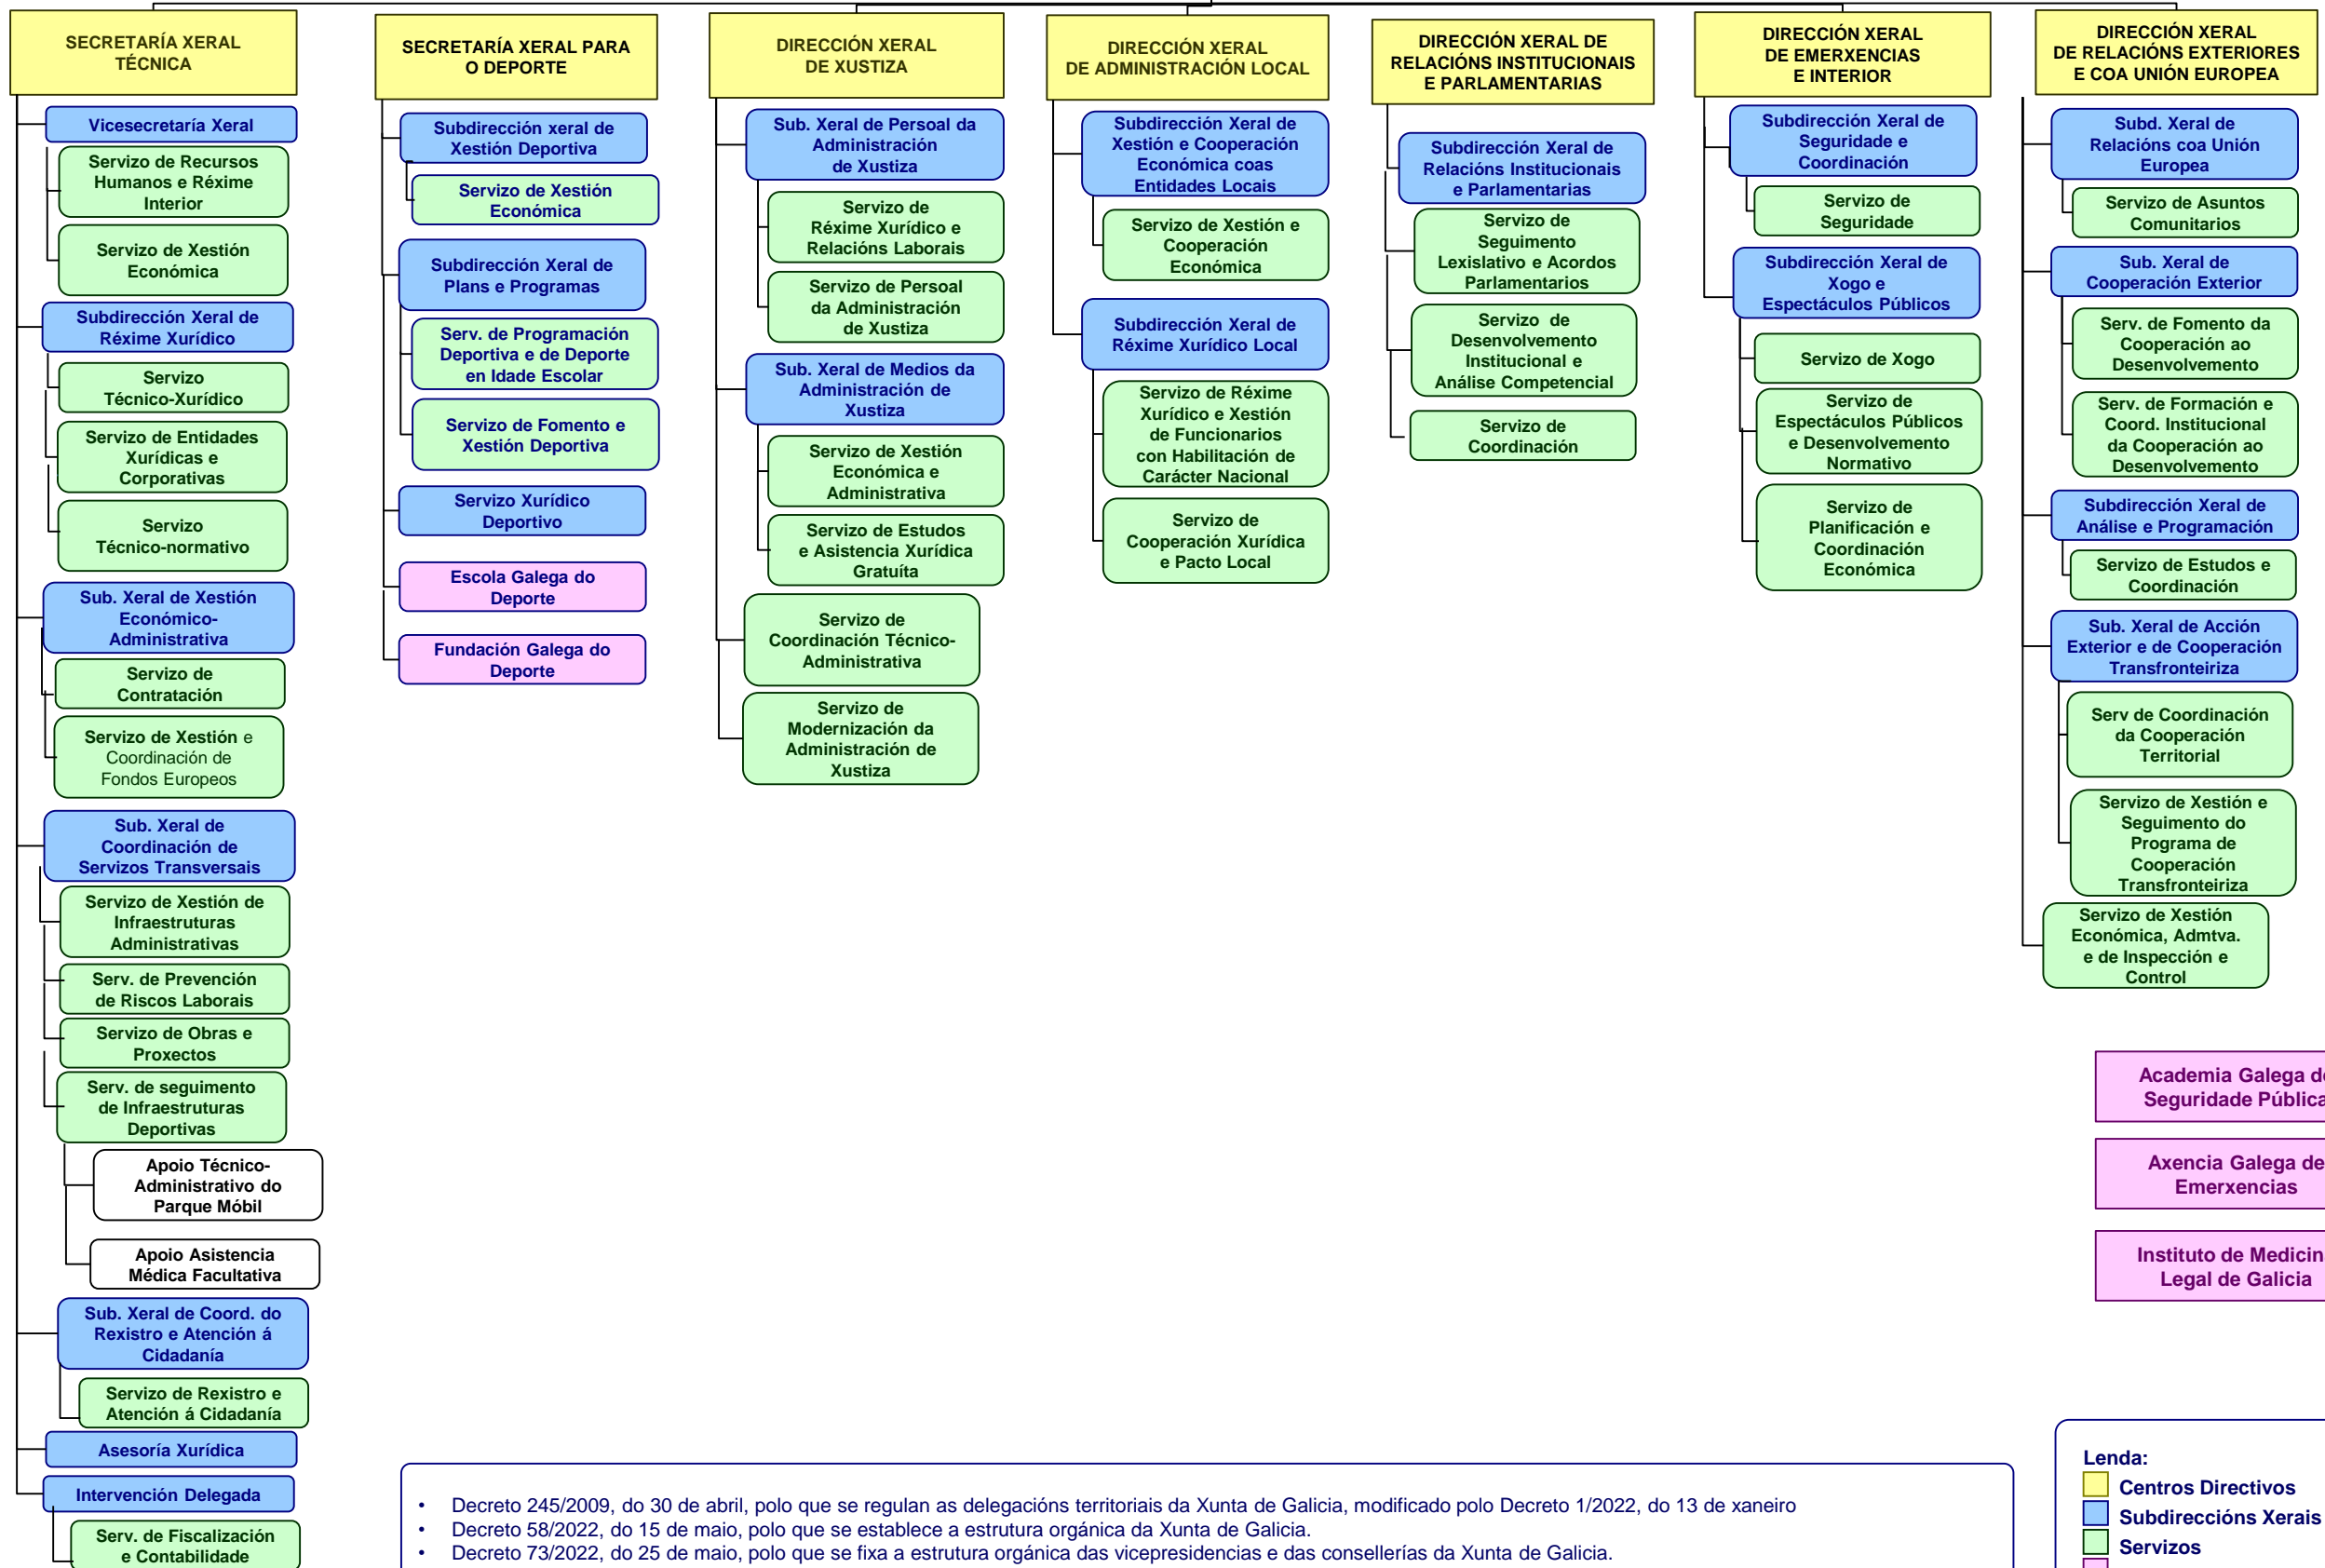 SECRETARÍA XERAL
TÉCNICA
Vicesecretaría Xeral
Servizo de Recursos
Humanos e Réxime
Interior
Servizo de Xestión
Económica
Subdirección Xeral de
Réxime Xurídico
Servizo
Técnico-Xurídico
Servizo de Entidades
Xurídicas e
Corporativas
Servizo
Técnico-normativo
Sub. Xeral de Xestión
Económico-
Administrativa
Servizo de
Contratación
Servizo de Xestión e
Coordinación de
Fondos Europeos
Sub. Xeral de
Coordinación de
Servizos Transversais
Servizo de Xestión de
Infraestruturas
Administrativas
Serv. de Prevención
de Riscos Laborais
Servizo de Obras e
Proxectos
Serv. de seguimento
de Infraestruturas
Deportivas
Apoio Técnico-
Administrativo do
Parque Móbil
Apoio Asistencia
Médica Facultativa
Sub. Xeral de Coord. do
Rexistro e Atención á
Cidadanía
Servizo de Rexistro e
Atención á Cidadanía
Asesoría Xurídica
Intervención Delegada
Serv. de Fiscalización
e Contabilidade
SECRETARÍA XERAL PARA
O DEPORTE
Subdirección xeral de
Xestión Deportiva
Servizo de Xestión
Económica
Subdirección Xeral de
Plans e Programas
Serv. de Programación
Deportiva e de Deporte
en Idade Escolar
Servizo de Fomento e
Xestión Deportiva
Servizo Xurídico
Deportivo
Escola Galega do
Deporte
Fundación Galega do
Deporte
DIRECCIÓN XERAL
DE XUSTIZA
Sub. Xeral de Persoal da
Administración
de Xustiza
Servizo de
Réxime Xurídico e
Relacións Laborais
Servizo de Persoal
da Administración
de Xustiza
Sub. Xeral de Medios da
Administración de
Xustiza
Servizo de Xestión
Económica e
Administrativa
Servizo de Estudos
e Asistencia Xurídica
Gratuíta
Servizo de
Coordinación Técnico-
Administrativa
Servizo de
Modernización da
Administración de
Xustiza
DIRECCIÓN XERAL
DE ADMINISTRACIÓN LOCAL
Subdirección Xeral de
Xestión e Cooperación
Económica coas
Entidades Locais
Servizo de Xestión e
Cooperación
Económica
Subdirección Xeral de
Réxime Xurídico Local
Servizo de Réxime
Xurídico e Xestión
de Funcionarios
con Habilitación de
Carácter Nacional
Servizo de
Cooperación Xurídica
e Pacto Local
DIRECCIÓN XERAL DE
RELACIÓNS INSTITUCIONAIS
E PARLAMENTARIAS
Subdirección Xeral de
Relacións Institucionais
e Parlamentarias
Servizo de
Seguimento
Lexislativo e Acordos
Parlamentarios
Servizo de
Desenvolvemento
Institucional e
Análise Competencial
Servizo de
Coordinación
DIRECCIÓN XERAL
DE EMERXENCIAS
E INTERIOR
Subdirección Xeral de
Seguridade e
Coordinación
Servizo de
Seguridade
Subdirección Xeral de
Xogo e
Espectáculos Públicos
Servizo de Xogo
Servizo de
Espectáculos Públicos
e Desenvolvemento
Normativo
Servizo de
Planificación e
Coordinación
Económica
DIRECCIÓN XERAL
DE RELACIÓNS EXTERIORES
E COA UNIÓN EUROPEA
Subd. Xeral de
Relacións coa Unión
Europea
Servizo de Asuntos
Comunitarios
Sub. Xeral de
Cooperación Exterior
Serv. de Fomento da
Cooperación ao
Desenvolvemento
Serv. de Formación e
Coord. Institucional
da Cooperación ao
Desenvolvemento
Subdirección Xeral de
Análise e Programación
Servizo de Estudos e
Coordinación
Sub. Xeral de Acción
Exterior e de Cooperación
Transfronteiriza
Serv de Coordinación
da Cooperación
Territorial
Servizo de Xestión e
Seguimento do
Programa de
Cooperación
Transfronteiriza
Servizo de Xestión
Económica, Admtva.
e de Inspección e
Control
Academia Galega
Seguridade Pública
Axencia Galega de
Emerxencias
Instituto de
Legal de Galicia
• Decreto 245/2009, do 30 de abril, polo que se regulan as delegacións territoriais da Xunta de Galicia, modificado polo Decreto 1/2022, do 13 de xaneiro
• Decreto 58/2022, do 15 de maio, polo que se establece a estrutura orgánica da Xunta de Galicia.
• Decreto 73/2022, do 25 de maio, polo que se fixa a estrutura orgánica das vicepresidencias e das consellerías da Xunta de Galicia.
Lenda:
Centros Directivos
Subdireccións Xerais
Servizos